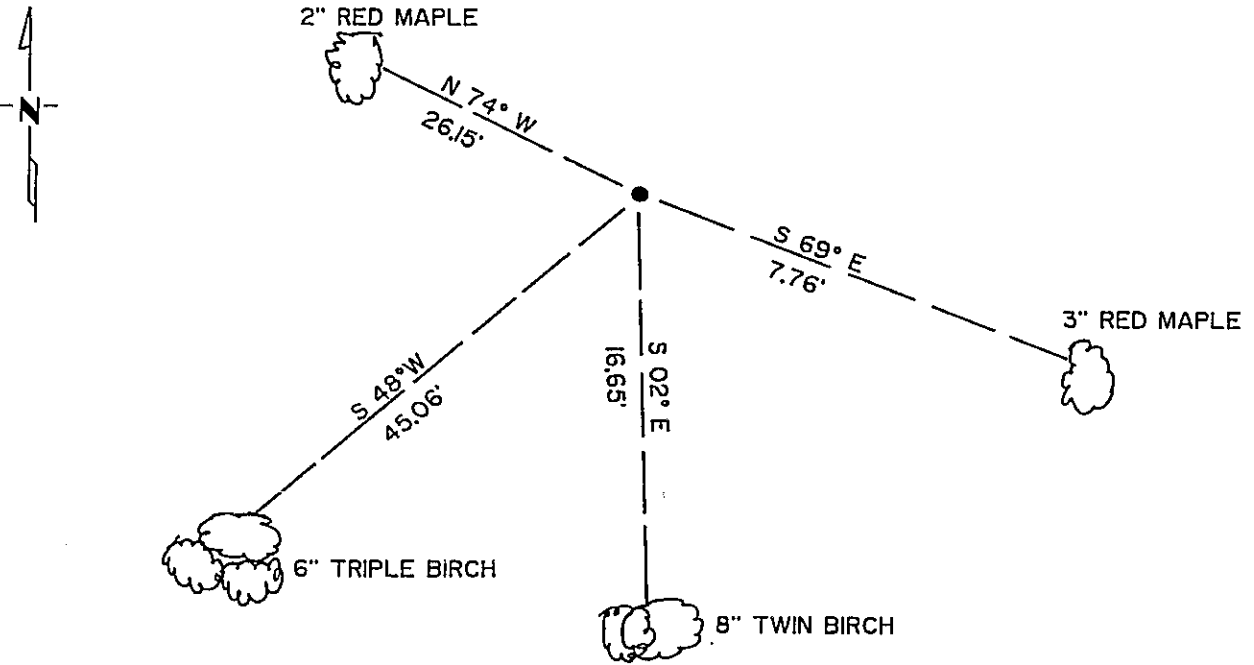 2" RED MAPLE
N
N 74° W
26.15'
S 69° E
7.76'
3" RED MAPLE
S 48° W
45.06'
S 02° E
16.65'
6" TRIPLE BIRCH
8" TWIN BIRCH